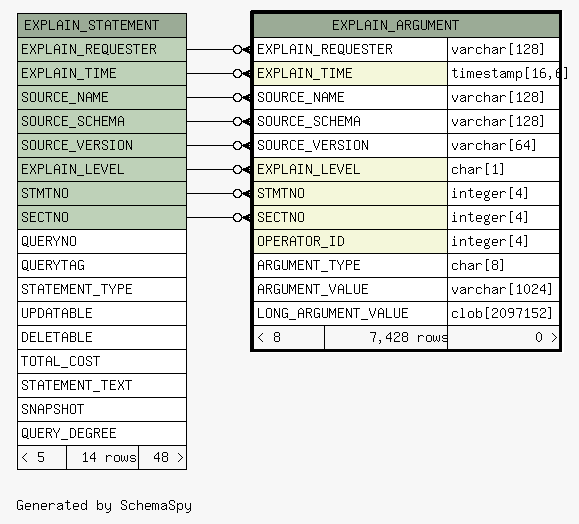 EXPLAIN_STATEMENT
EXPLAIN_REQUESTER
EXPLAIN_TIME
SOURCE_NAME
SOURCE_SCHEMA
SOURCE_VERSION
EXPLAIN_LEVEL
STMTNO
SECTNO
QUERYNO
QUERYTAG
STATEMENT_TYPE
UPDATABLE
DELETABLE
TOTAL_COST
STATEMENT_TEXT
SNAPSHOT
QUERY_DEGREE
< 5 14 rows 48 >
EXPLAIN_ARGUMENT
EXPLAIN_REQUESTER varchar[128]
EXPLAIN_TIME timestamp[16,6]
SOURCE_NAME varchar[128]
SOURCE_SCHEMA varchar[128]
SOURCE_VERSION varchar[64]
EXPLAIN_LEVEL char[1]
STMTNO integer[4]
SECTNO integer[4]
OPERATOR_ID integer[4]
ARGUMENT_TYPE char[8]
ARGUMENT_VALUE varchar[1024]
LONG_ARGUMENT_VALUE clob[2097152]
< 8 7,428 rows 0 >
Generated by SchemaSpy